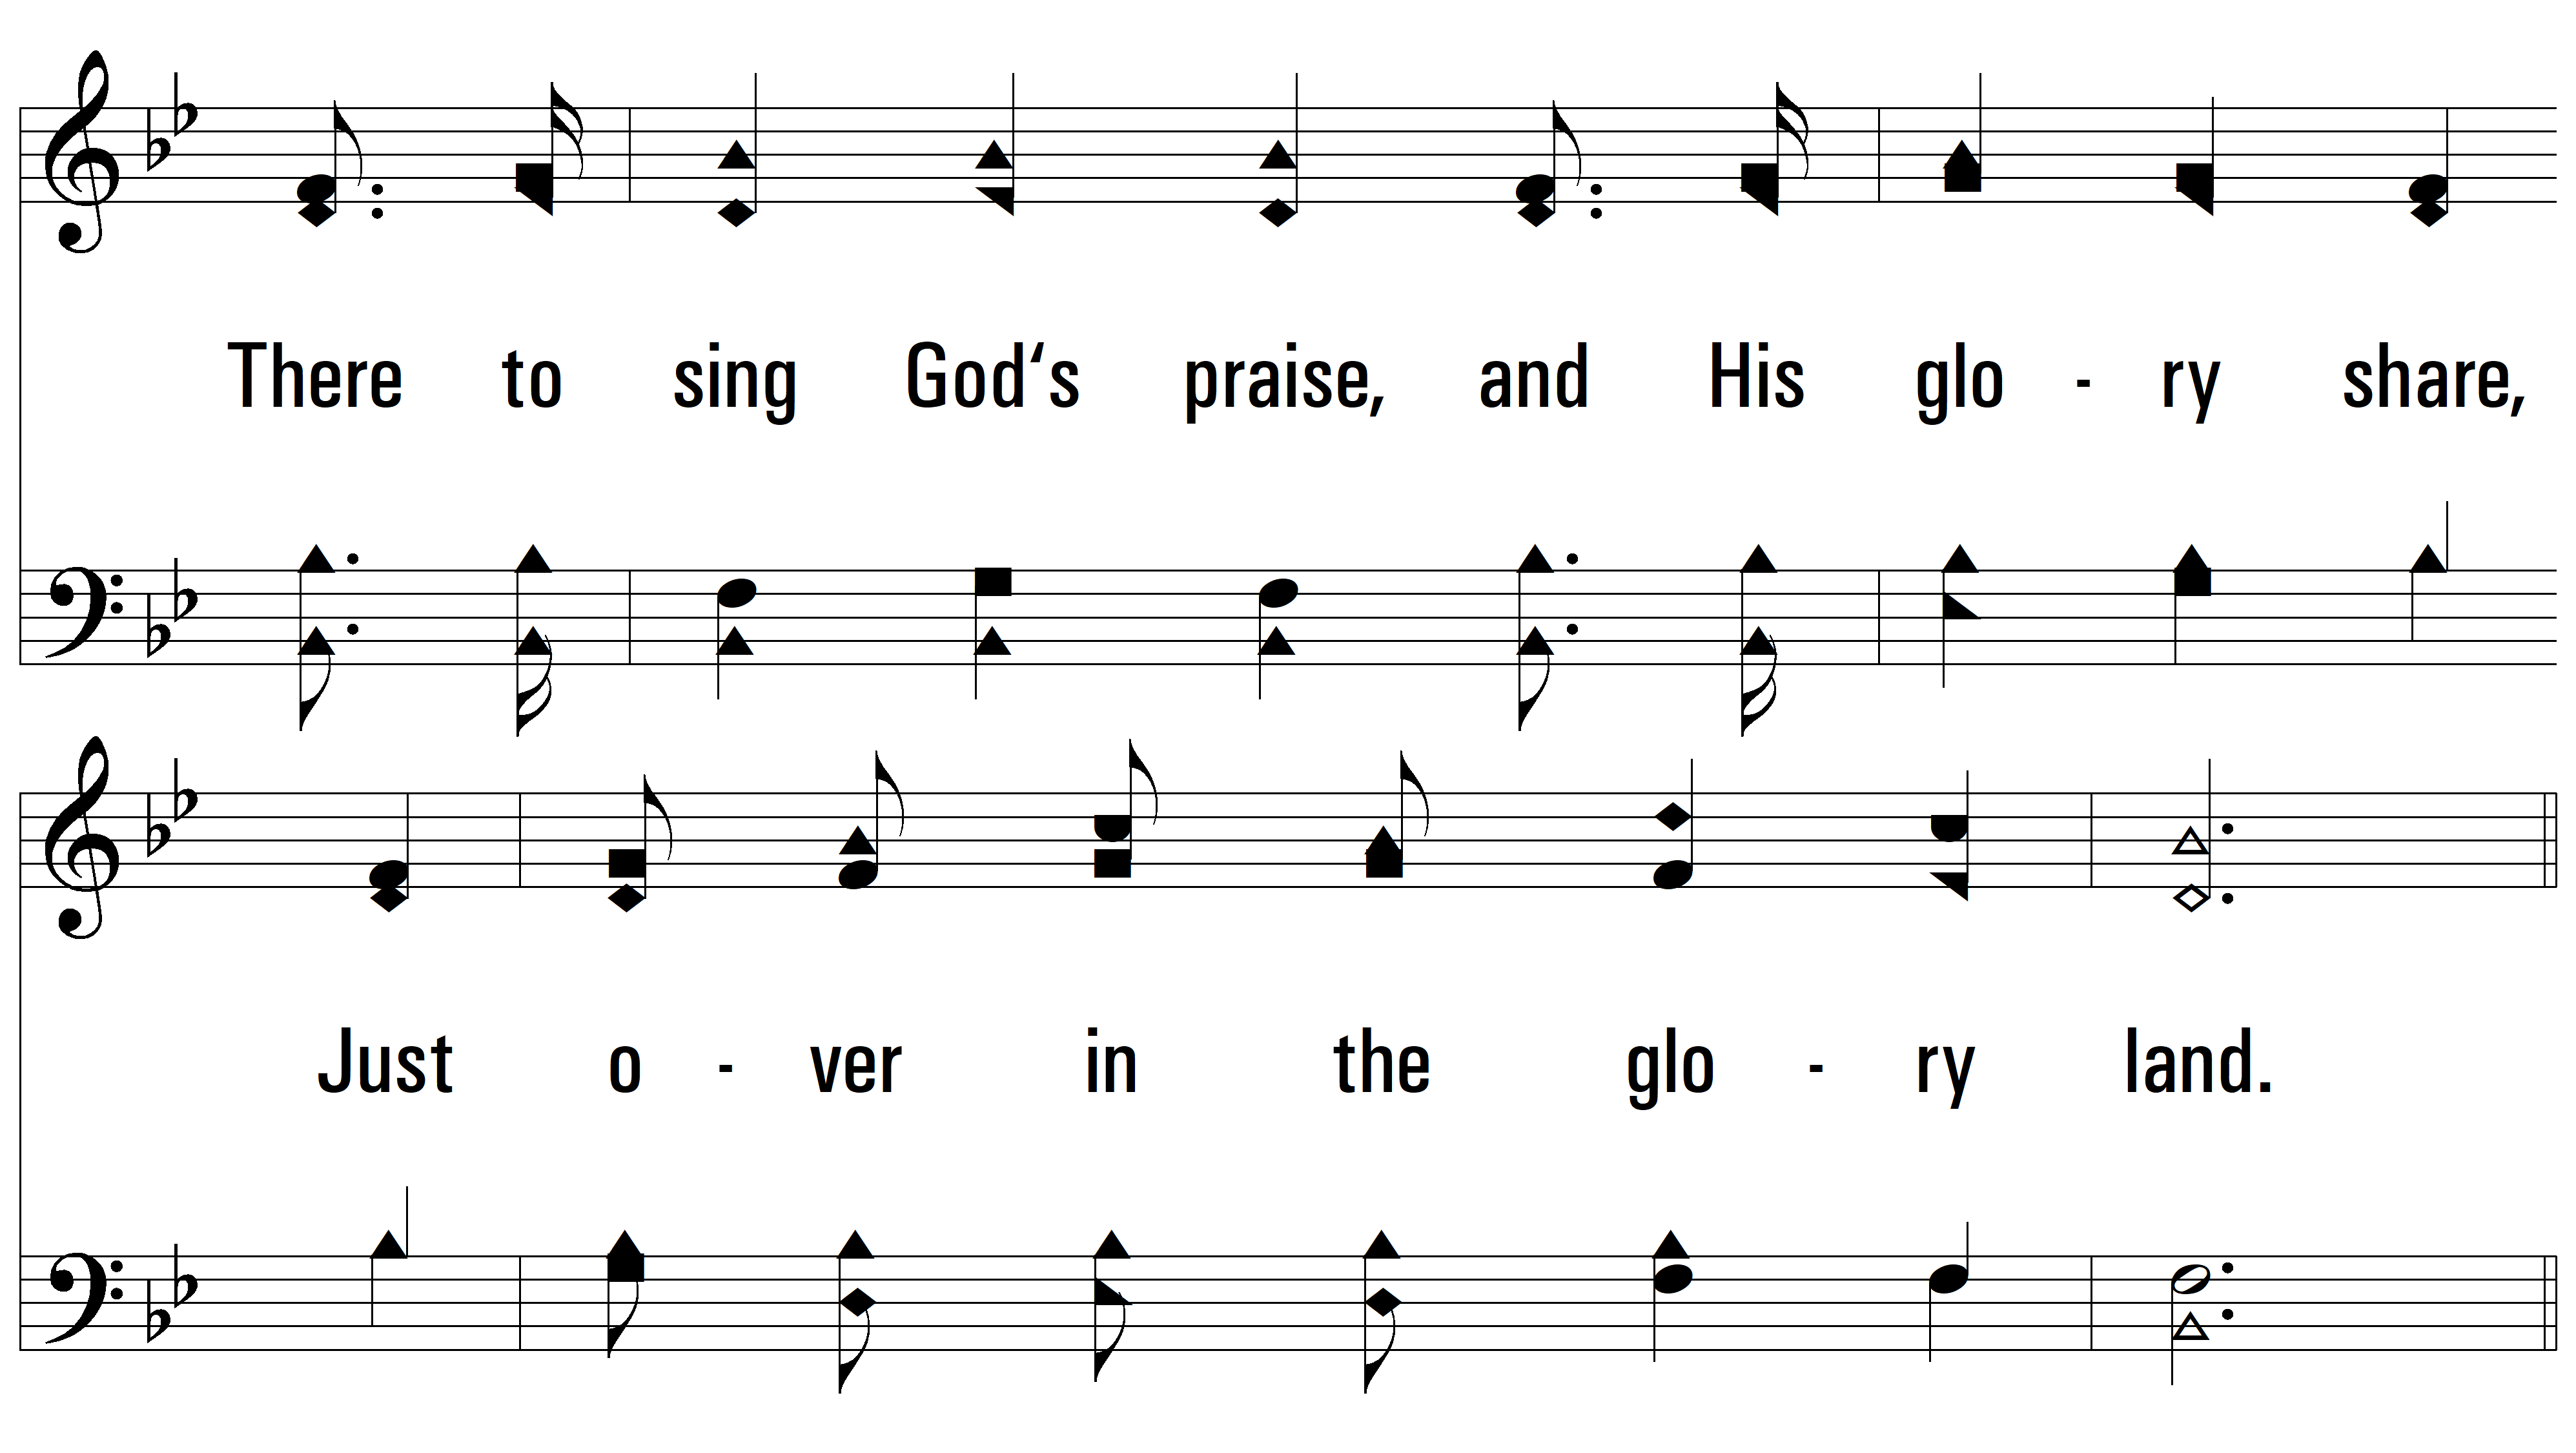 There to sing God‘s praise, and His glo - ry share,
Just o - ver in the glo - ry land.